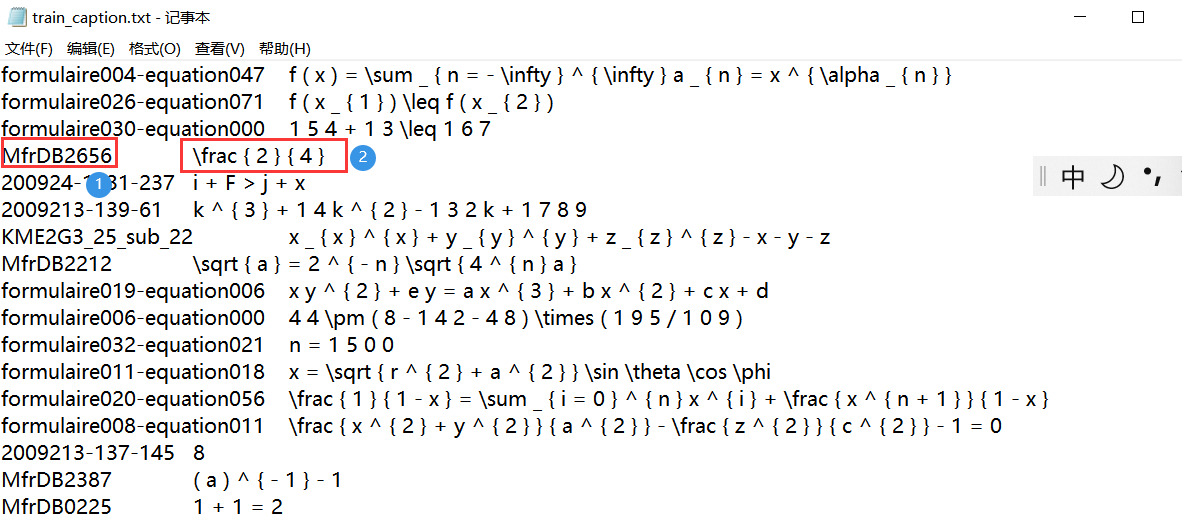 train_caption.txt - 记事本
文件(F) 编辑(E) 格式(O) 查看(V) 帮助(H)
formulaire004-equation047 f ( x ) = \sum _ { n = - \infty } ^ { \infty } a _ { n } = x ^ { \alpha _ { n } }
formulaire026-equation071 f ( x _ { 1 } ) \leq f ( x _ { 2 } )
formulaire030-equation000 1 5 4 + 1 3 \leq 1 6 7
MfrDB2656 \frac { 2 } { 4 } 2
200924-1 1 31-237 i + F > j + x
中
2009213-139-61 k ^ { 3 } + 1 4 k ^ { 2 } - 1 3 2 k + 1 7 8 9
KME2G3_25_sub_22 x _ { x } ^ { x } + y _ { y } ^ { y } + z _ { z } ^ { z } - x - y - z
MfrDB2212 \sqrt { a } = 2 ^ { - n } \sqrt { 4 ^ { n } a }
formulaire019-equation006 x y ^ { 2 } + e y = a x ^ { 3 } + b x ^ { 2 } + c x + d
formulaire006-equation000 4 4 \pm ( 8 - 1 4 2 - 4 8 ) \times ( 1 9 5 / 1 0 9 )
formulaire032-equation021 n = 1 5 0 0
formulaire011-equation018 x = \sqrt { r ^ { 2 } + a ^ { 2 } } \sin \theta \cos \phi
formulaire020-equation056 \frac { 1 } { 1 - x } = \sum _ { i = 0 } ^ { n } x ^ { i } + \frac { x ^ { n + 1 } } { 1 - x }
formulaire008-equation011 \frac { x ^ { 2 } + y ^ { 2 } } { a ^ { 2 } } - \frac { z ^ { 2 } } { c ^ { 2 } } - 1 = 0
2009213-137-145 8
MfrDB2387 ( a ) ^ { - 1 } - 1
MfrDB0225 1 + 1 = 2